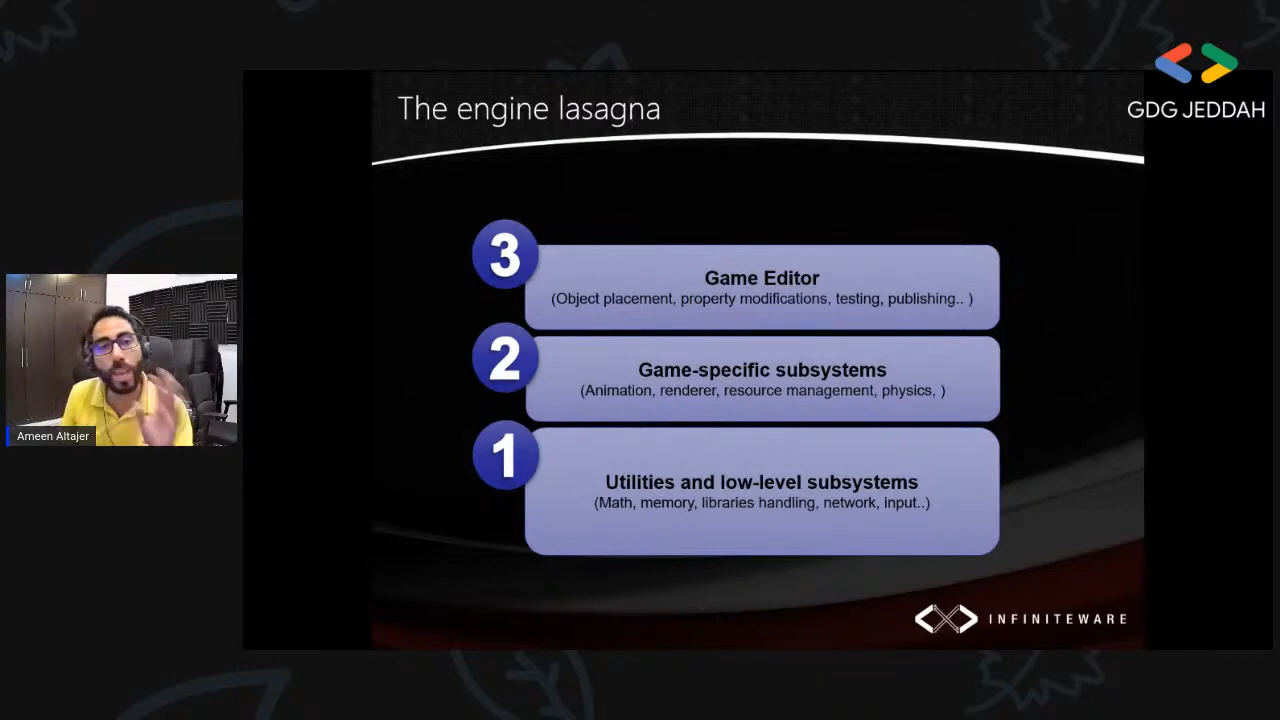 GDG JEDDAH
The engine lasagna
3
Game Editor
(Object placement, property modifications, testing, publishing.. )
2
Game-specific subsystems
(Animation, renderer, resource management, physics, )
1
Utilities and low-level subsystems
(Math, memory, libraries handling, network, input..)
Ameen Altajer
INFINITEWARE